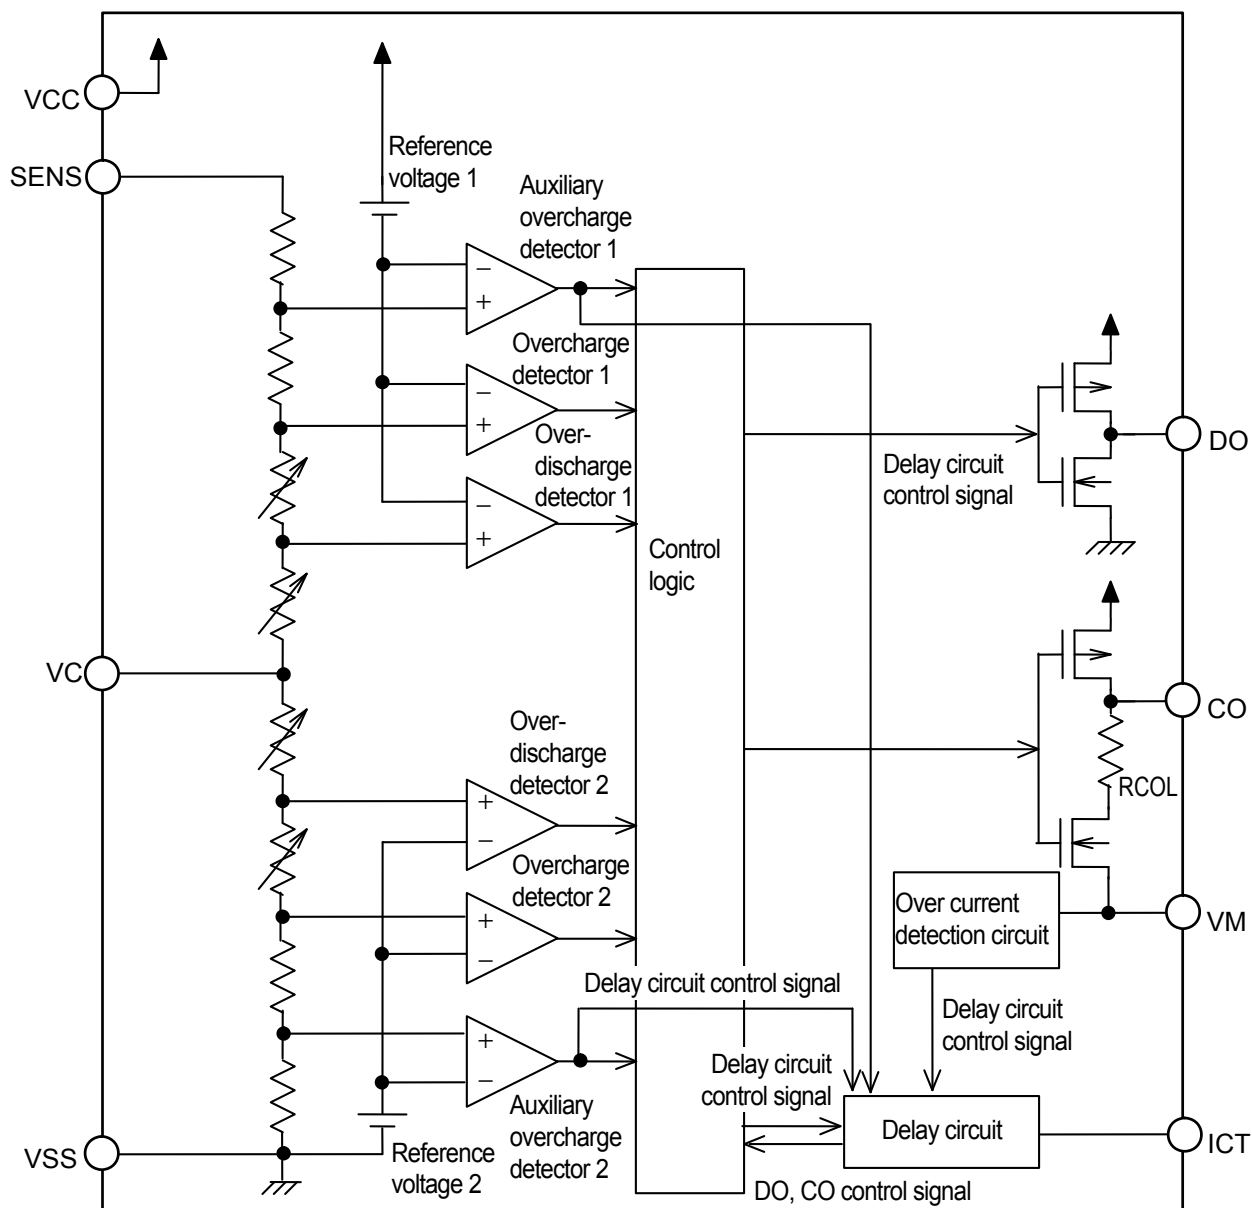 VCC
SENS
Reference
voltage 1
Auxiliary
overcharge
detector 1
−
+
Overcharge
detector 1
−
+
Over-
discharge
detector 1
−
+
Control
logic
Delay circuit
control signal
DO
VC
CO
RCOL
Over-
discharge
detector 2
+
−
Overcharge
detector 2
+
−
Over current
detection circuit
VM
Delay circuit control signal
Delay circuit
control signal
+
−
Delay circuit
control signal
Auxiliary
overcharge
detector 2
Delay circuit
ICT
VSS
Reference
voltage 2
DO, CO control signal